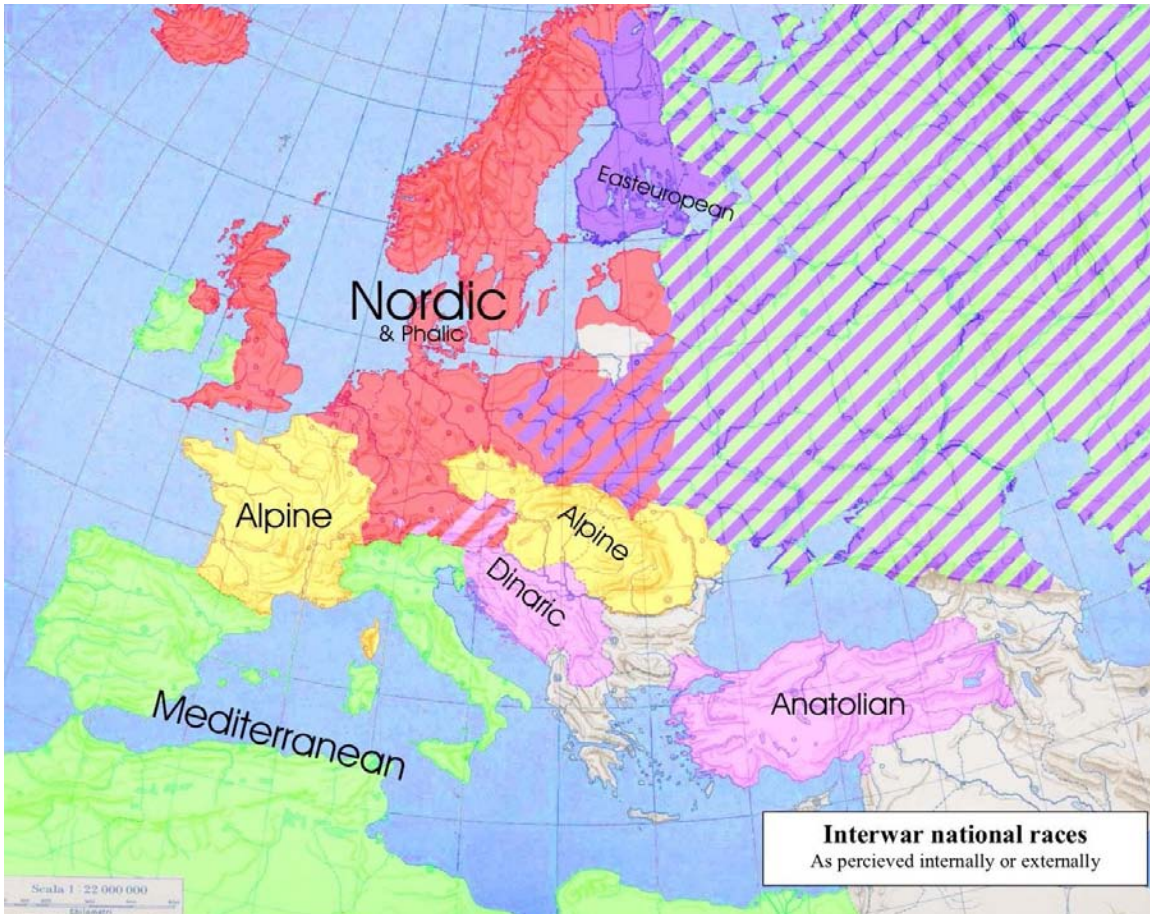 Easteuropean
Nordic
& Phalic
Alpine
Alpine
Dinaric
Mediterranean
Anatolian
Interwar national races
As percieved internally or externally
Scala 1 : 22 000 000